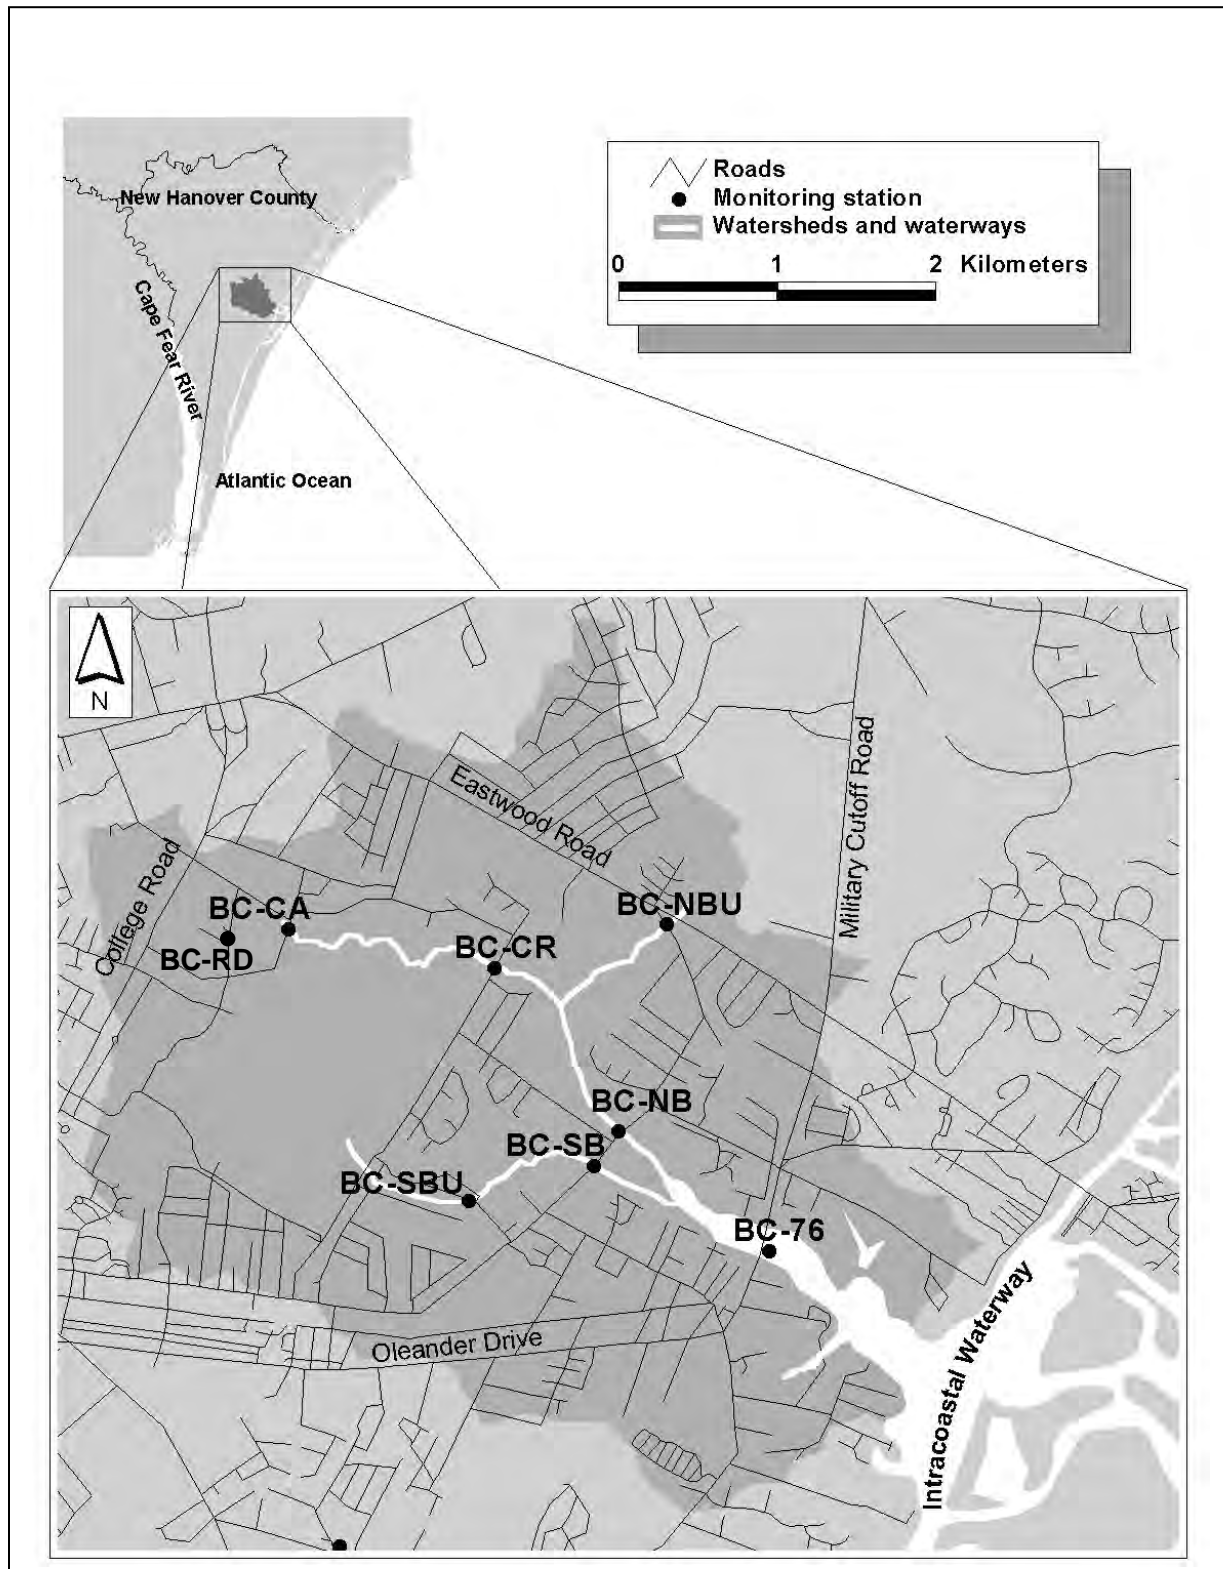 New Hanover County
Cape Fear River
Atlantic Ocean
Roads
Monitoring station
Watersheds and waterways
0 1 2 Kilometers
N
Eastwood Road
Military Cutoff Road
College Road
BC-CA
BC-RD
BC-CR
BC-NBU
BC-NB
BC-SB
BC-SBU
BC-76
Oleander Drive
Intracoastal Waterway